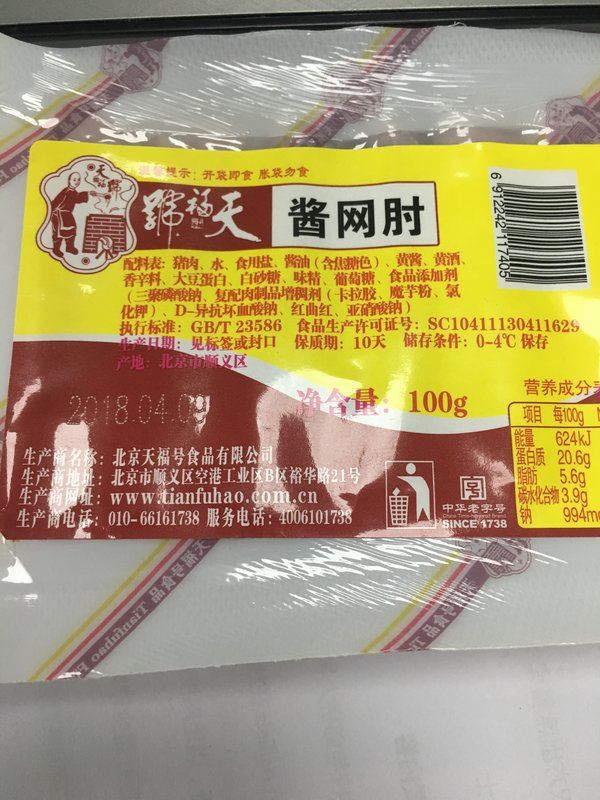 温馨提示：开袋即食 胀袋勿食
天福號
號福天
酱网肘
6 912242 117405
配料表：猪肉、水、食用盐、酱油（含焦糖色）、黄酱、黄酒、
香辛料、大豆蛋白、白砂糖、味精、葡萄糖、食品添加剂
（三聚磷酸钠、复配肉制品增稠剂（卡拉胶、魔芋粉、氯
化钾）、D-异抗坏血酸钠、红曲红、亚硝酸钠）
执行标准：GB/T 23586 食品生产许可证号：SC10411130411629
生产日期：见标签或封口 保质期：10天 储存条件：0-4℃ 保存
产地：北京市顺义区
净含量：100g
2018.04.09
营养成分表
项目 每100g
能量 624kJ
蛋白质 20.6g
脂肪 5.6g
碳水化合物 3.9g
钠 994m
生产商名称：北京天福号食品有限公司
生产商地址：北京市顺义区空港工业区B区裕华路21号
生产商网址：www.tianfuhao.com.cn
生产商电话：010-66161738 服务电话：4006101738
中华老字号
China Time-honored Brand
SINCE 1738